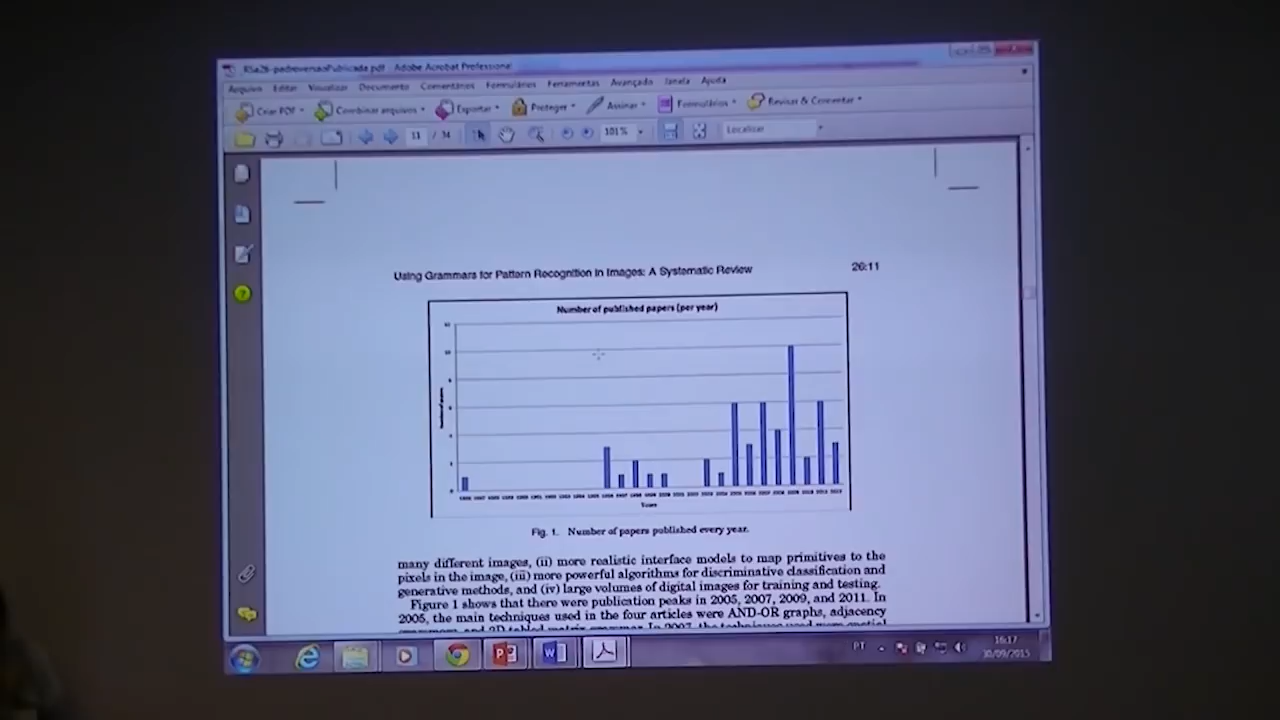 Adobe Acrobat Professional
Arquivo Editar Visualizar Documento Comentários Formulários Ferramentas Avançado Janela Ajuda
Criar PDF Combinar arquivos Exportar Proteger Assinar Formulários Revisar & Comentar
11 / 34 101% Localizar
Using Grammars for Pattern Recognition in Images: A Systematic Review 26:11
Number of published papers (per year)
Years
Fig. 1. Number of papers published every year.
many different images, (ii) more realistic interface models to map primitives to the
pixels in the image, (iii) more powerful algorithms for discriminative classification and
generative methods, and (iv) large volumes of digital images for training and testing.
Figure 1 shows that there were publication peaks in 2005, 2007, 2009, and 2011. In
2005, the main techniques used in the four articles were AND-OR graphs, adjacency
PT 16:17
30/09/2015